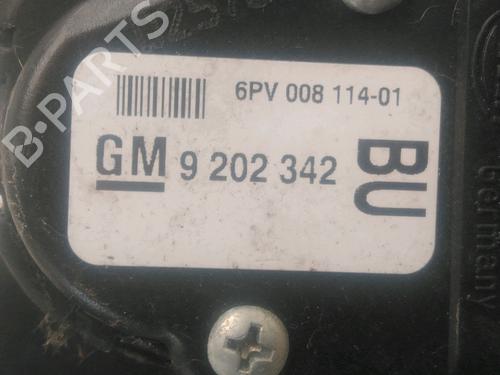 B-PARTS
6PV 008 114-01
GM 9 202 342
BU
Germany